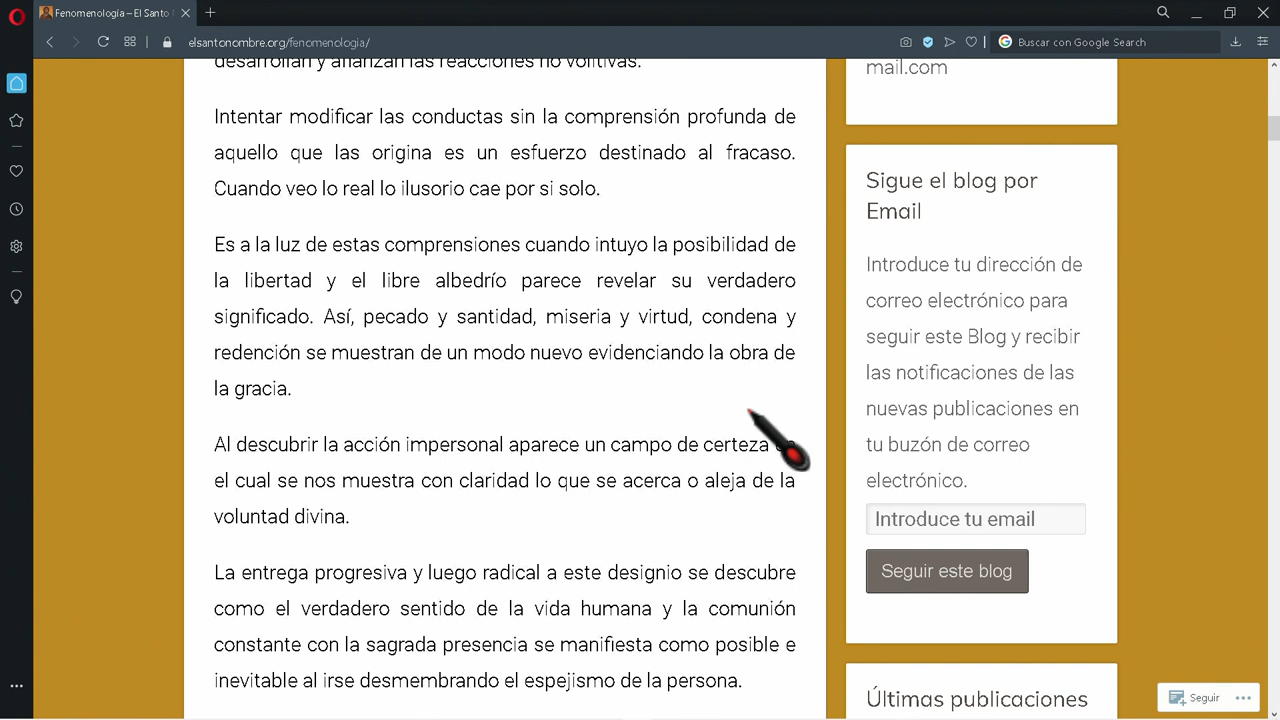 Fenomenología – El Santo
elsantonombre.org/fenomenologia/
Buscar con Google Search
desarrollan y afianzan las reacciones no volitivas.
Intentar modificar las conductas sin la comprensión profunda de
aquello que las origina es un esfuerzo destinado al fracaso.
Cuando veo lo real lo ilusorio cae por si solo.
Es a la luz de estas comprensiones cuando intuyo la posibilidad de
la libertad y el libre albedrío parece revelar su verdadero
significado. Así, pecado y santidad, miseria y virtud, condena y
redención se muestran de un modo nuevo evidenciando la obra de
la gracia.
Al descubrir la acción impersonal aparece un campo de certeza
el cual se nos muestra con claridad lo que se acerca o aleja de la
voluntad divina.
La entrega progresiva y luego radical a este designio se descubre
como el verdadero sentido de la vida humana y la comunión
constante con la sagrada presencia se manifiesta como posible e
inevitable al irse desmembrando el espejismo de la persona.
mail.com
Sigue el blog por
Email
Introduce tu dirección de
correo electrónico para
seguir este Blog y recibir
las notificaciones de las
nuevas publicaciones en
tu buzón de correo
electrónico.
Introduce tu email
Seguir este blog
Últimas publicaciones
Seguir